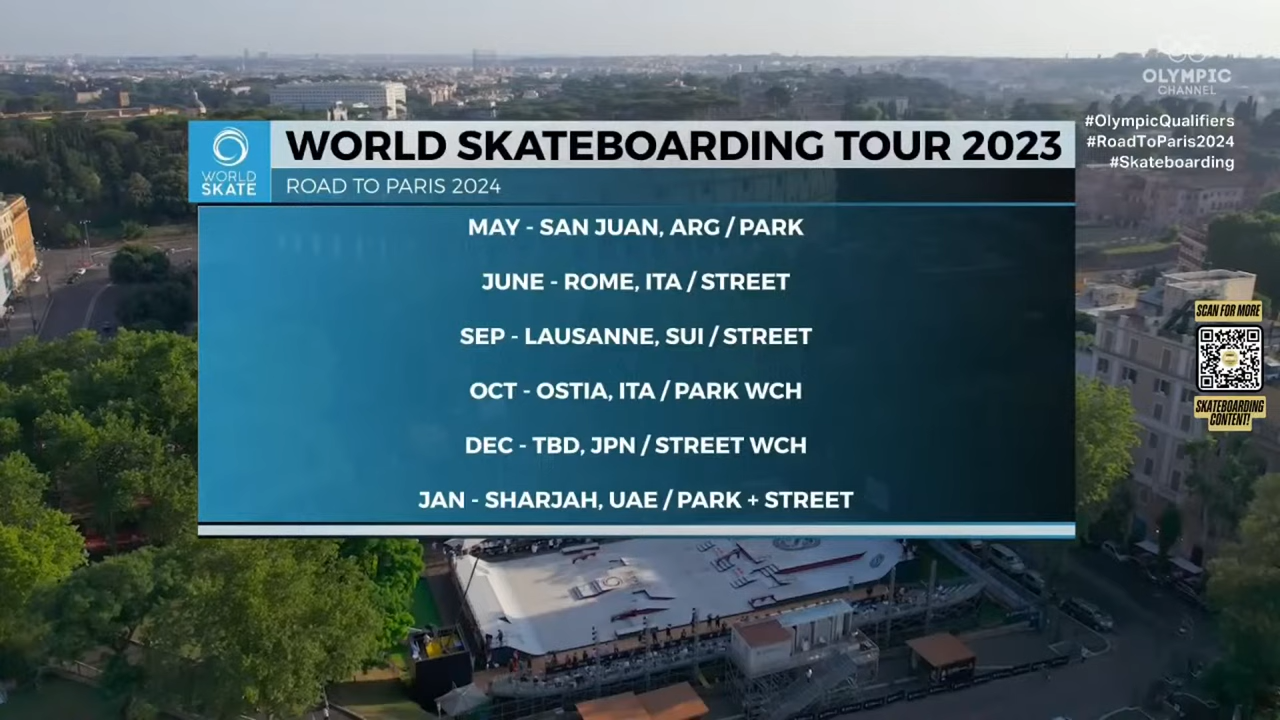 OLYMPIC
CHANNEL
#OlympicQualifiers
#RoadToParis2024
#Skateboarding
WORLD
SKATE
WORLD SKATEBOARDING TOUR 2023
ROAD TO PARIS 2024
MAY - SAN JUAN, ARG / PARK
JUNE - ROME, ITA / STREET
SEP - LAUSANNE, SUI / STREET
OCT - OSTIA, ITA / PARK WCH
DEC - TBD, JPN / STREET WCH
JAN - SHARJAH, UAE / PARK + STREET
SCAN FOR MORE
SKATEBOARDING
CONTENT!